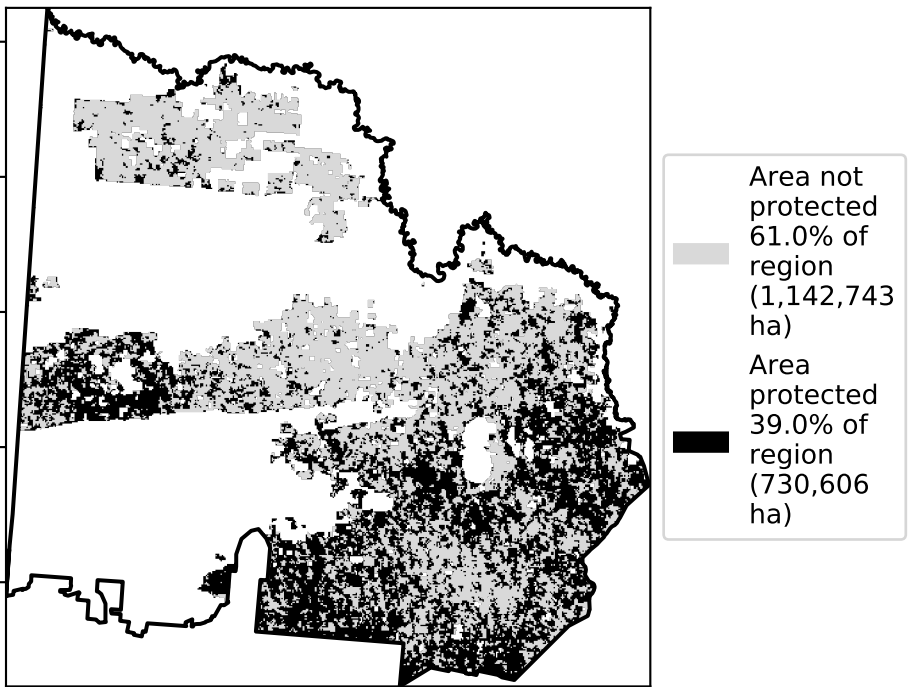 Area not
protected
61.0% of
region
(1,142,743
ha)
Area
protected
39.0% of
region
(730,606
ha)